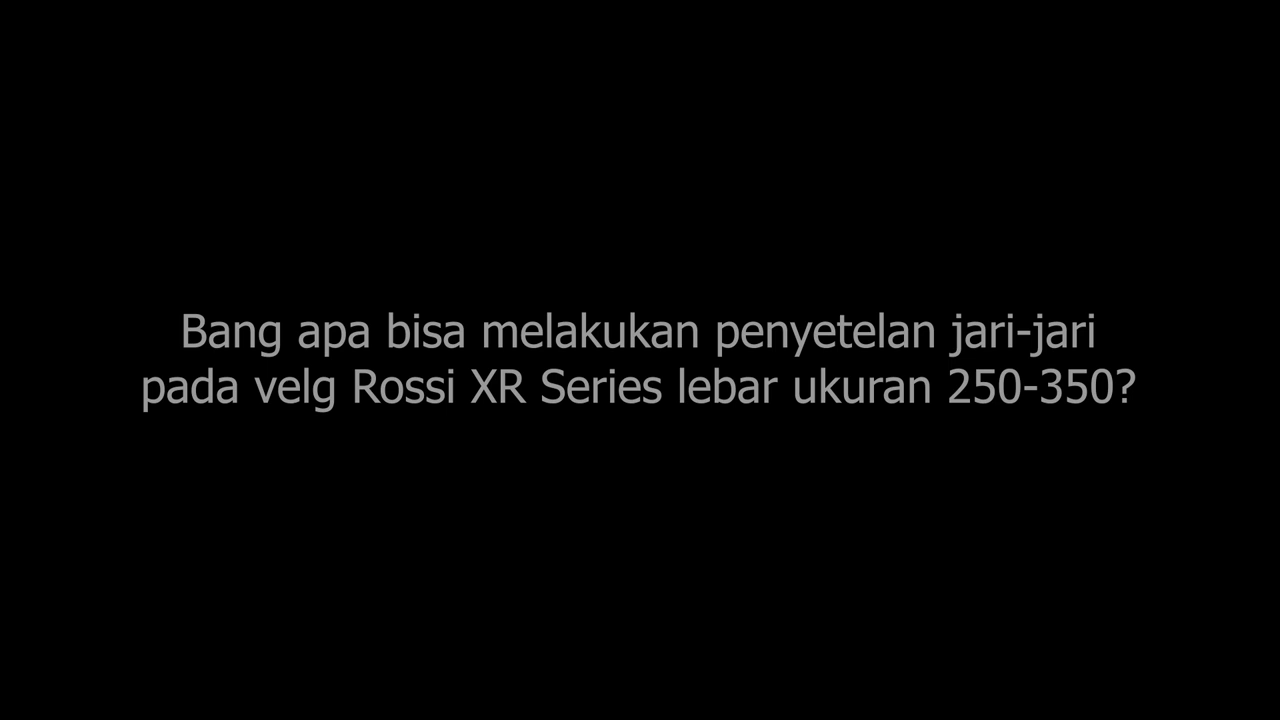 Bang apa bisa melakukan penyetelan jari-jari
pada velg Rossi XR Series lebar ukuran 250-350?